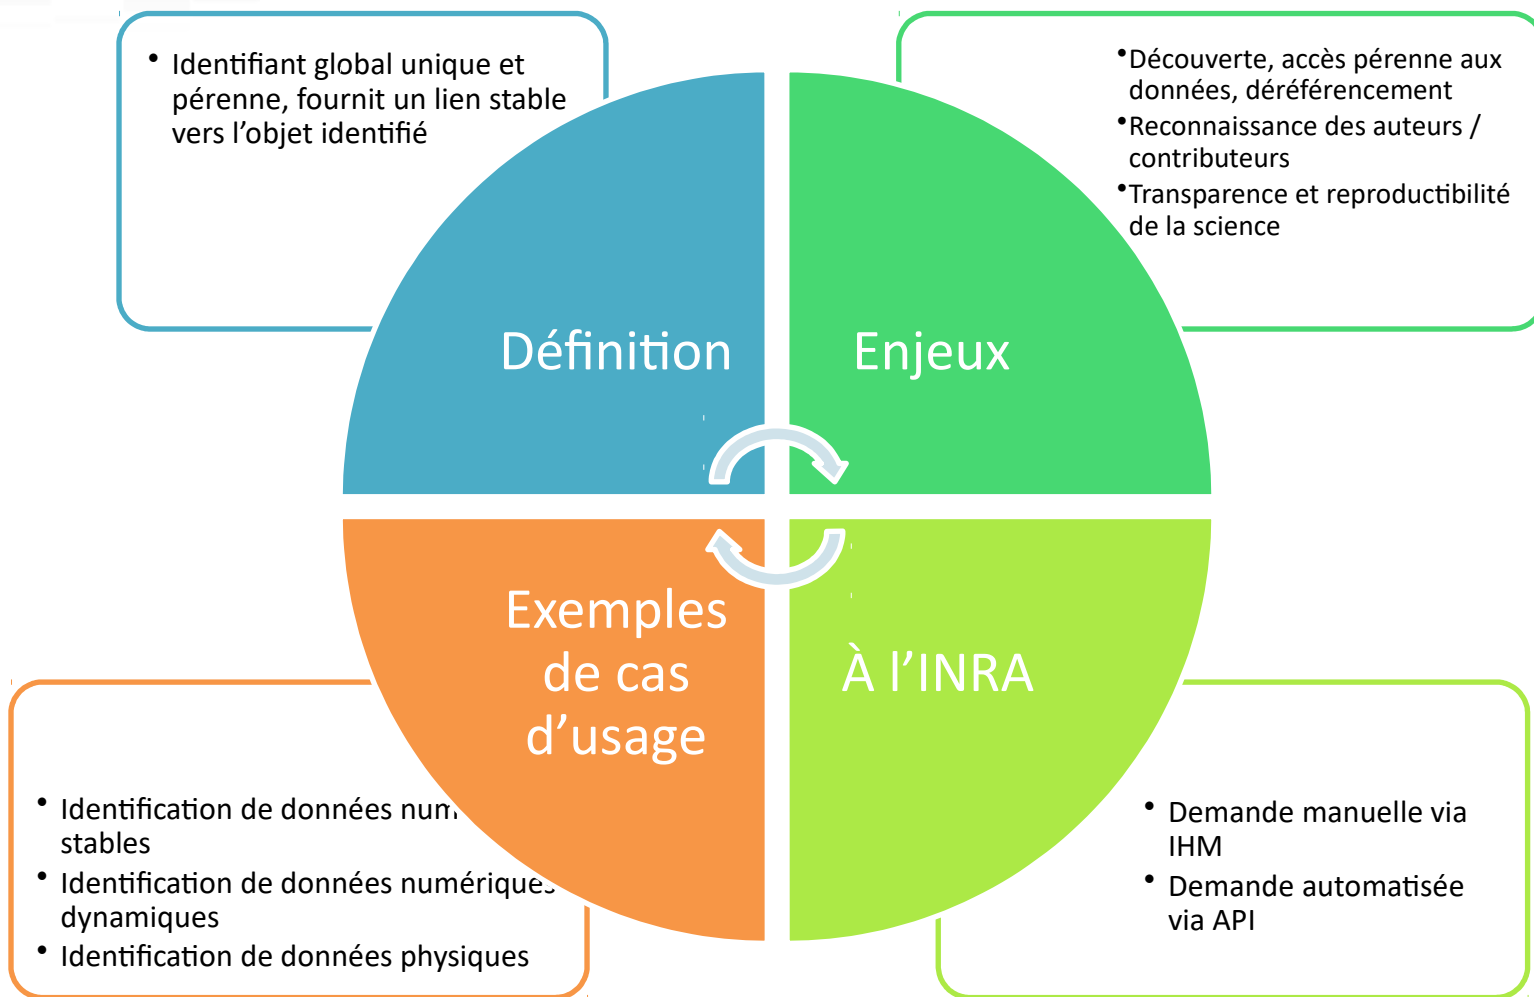 • Identifiant global unique et
pérenne, fournit un lien stable
vers l’objet identifié
•Découverte, accès pérenne aux
données, déréférencement
•Reconnaissance des auteurs /
contributeurs
•Transparence et reproductibilité
de la science
Définition
Enjeux
Exemples
de cas
d’usage
À l’INRA
• Identification de données
stables
• Identification de données numériques
dynamiques
• Identification de données physiques
• Demande manuelle via
IHM
• Demande automatisée
via API